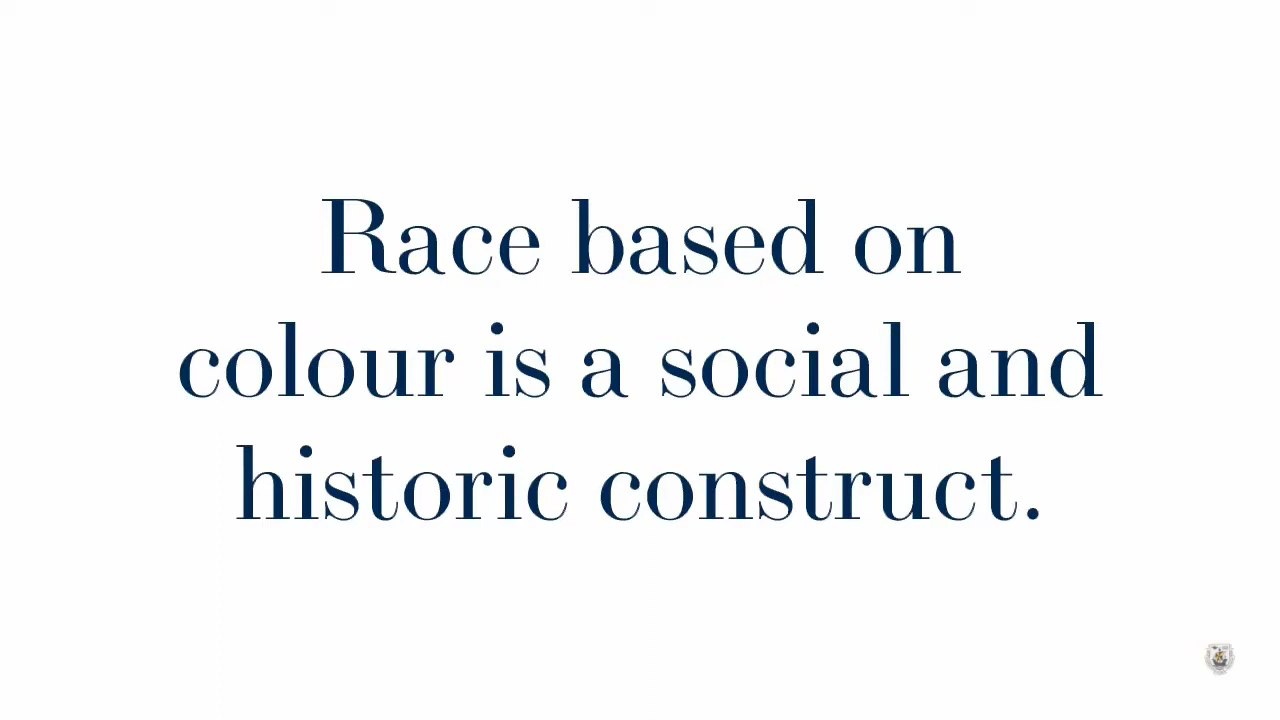 Race based on
colour is a social and
historic construct.